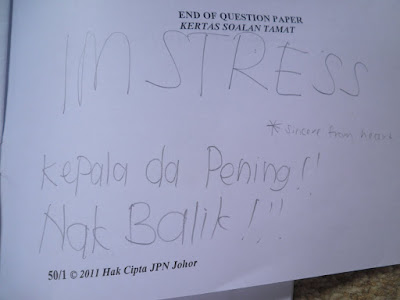 END OF QUESTION PAPER
KERTAS SOALAN TAMAT
IM STRESS
* sincere from heart
Kepala da Pening!!
Nak Balik!!!
50/1 © 2011 Hak Cipta JPN Johor